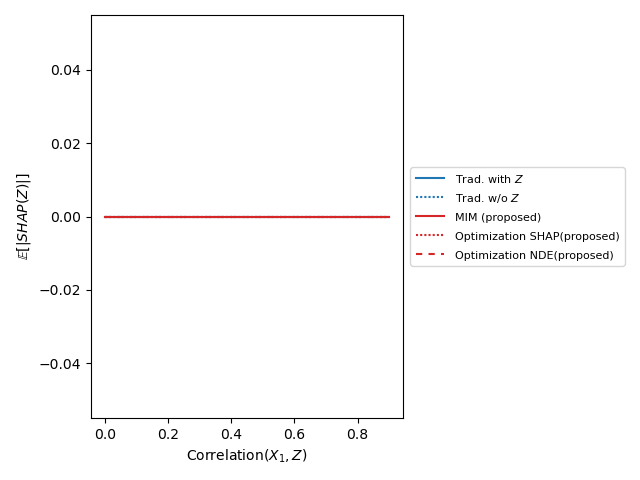 0.04
0.02
0.00
−0.02
−0.04
𝔼[|SHAP(Z)|]
0.0 0.2 0.4 0.6 0.8
Correlation(X₁, Z)
Trad. with Z
Trad. w/o Z
MIM (proposed)
Optimization SHAP(proposed)
Optimization NDE(proposed)